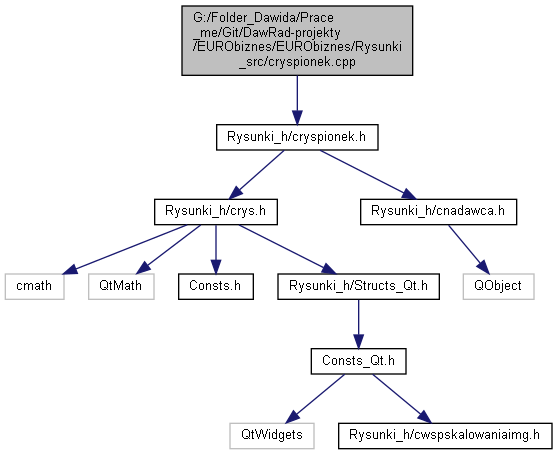 G:/Folder_Dawida/Prace
_me/Git/DawRad-projekty
/EURObiznes/EURObiznes/Rysunki
_src/cryspionek.cpp
Rysunki_h/cryspionek.h
Rysunki_h/crys.h
Rysunki_h/cnadawca.h
cmath
QtMath
Consts.h
Rysunki_h/Structs_Qt.h
QObject
Consts_Qt.h
QtWidgets
Rysunki_h/cwspskalowaniaimg.h